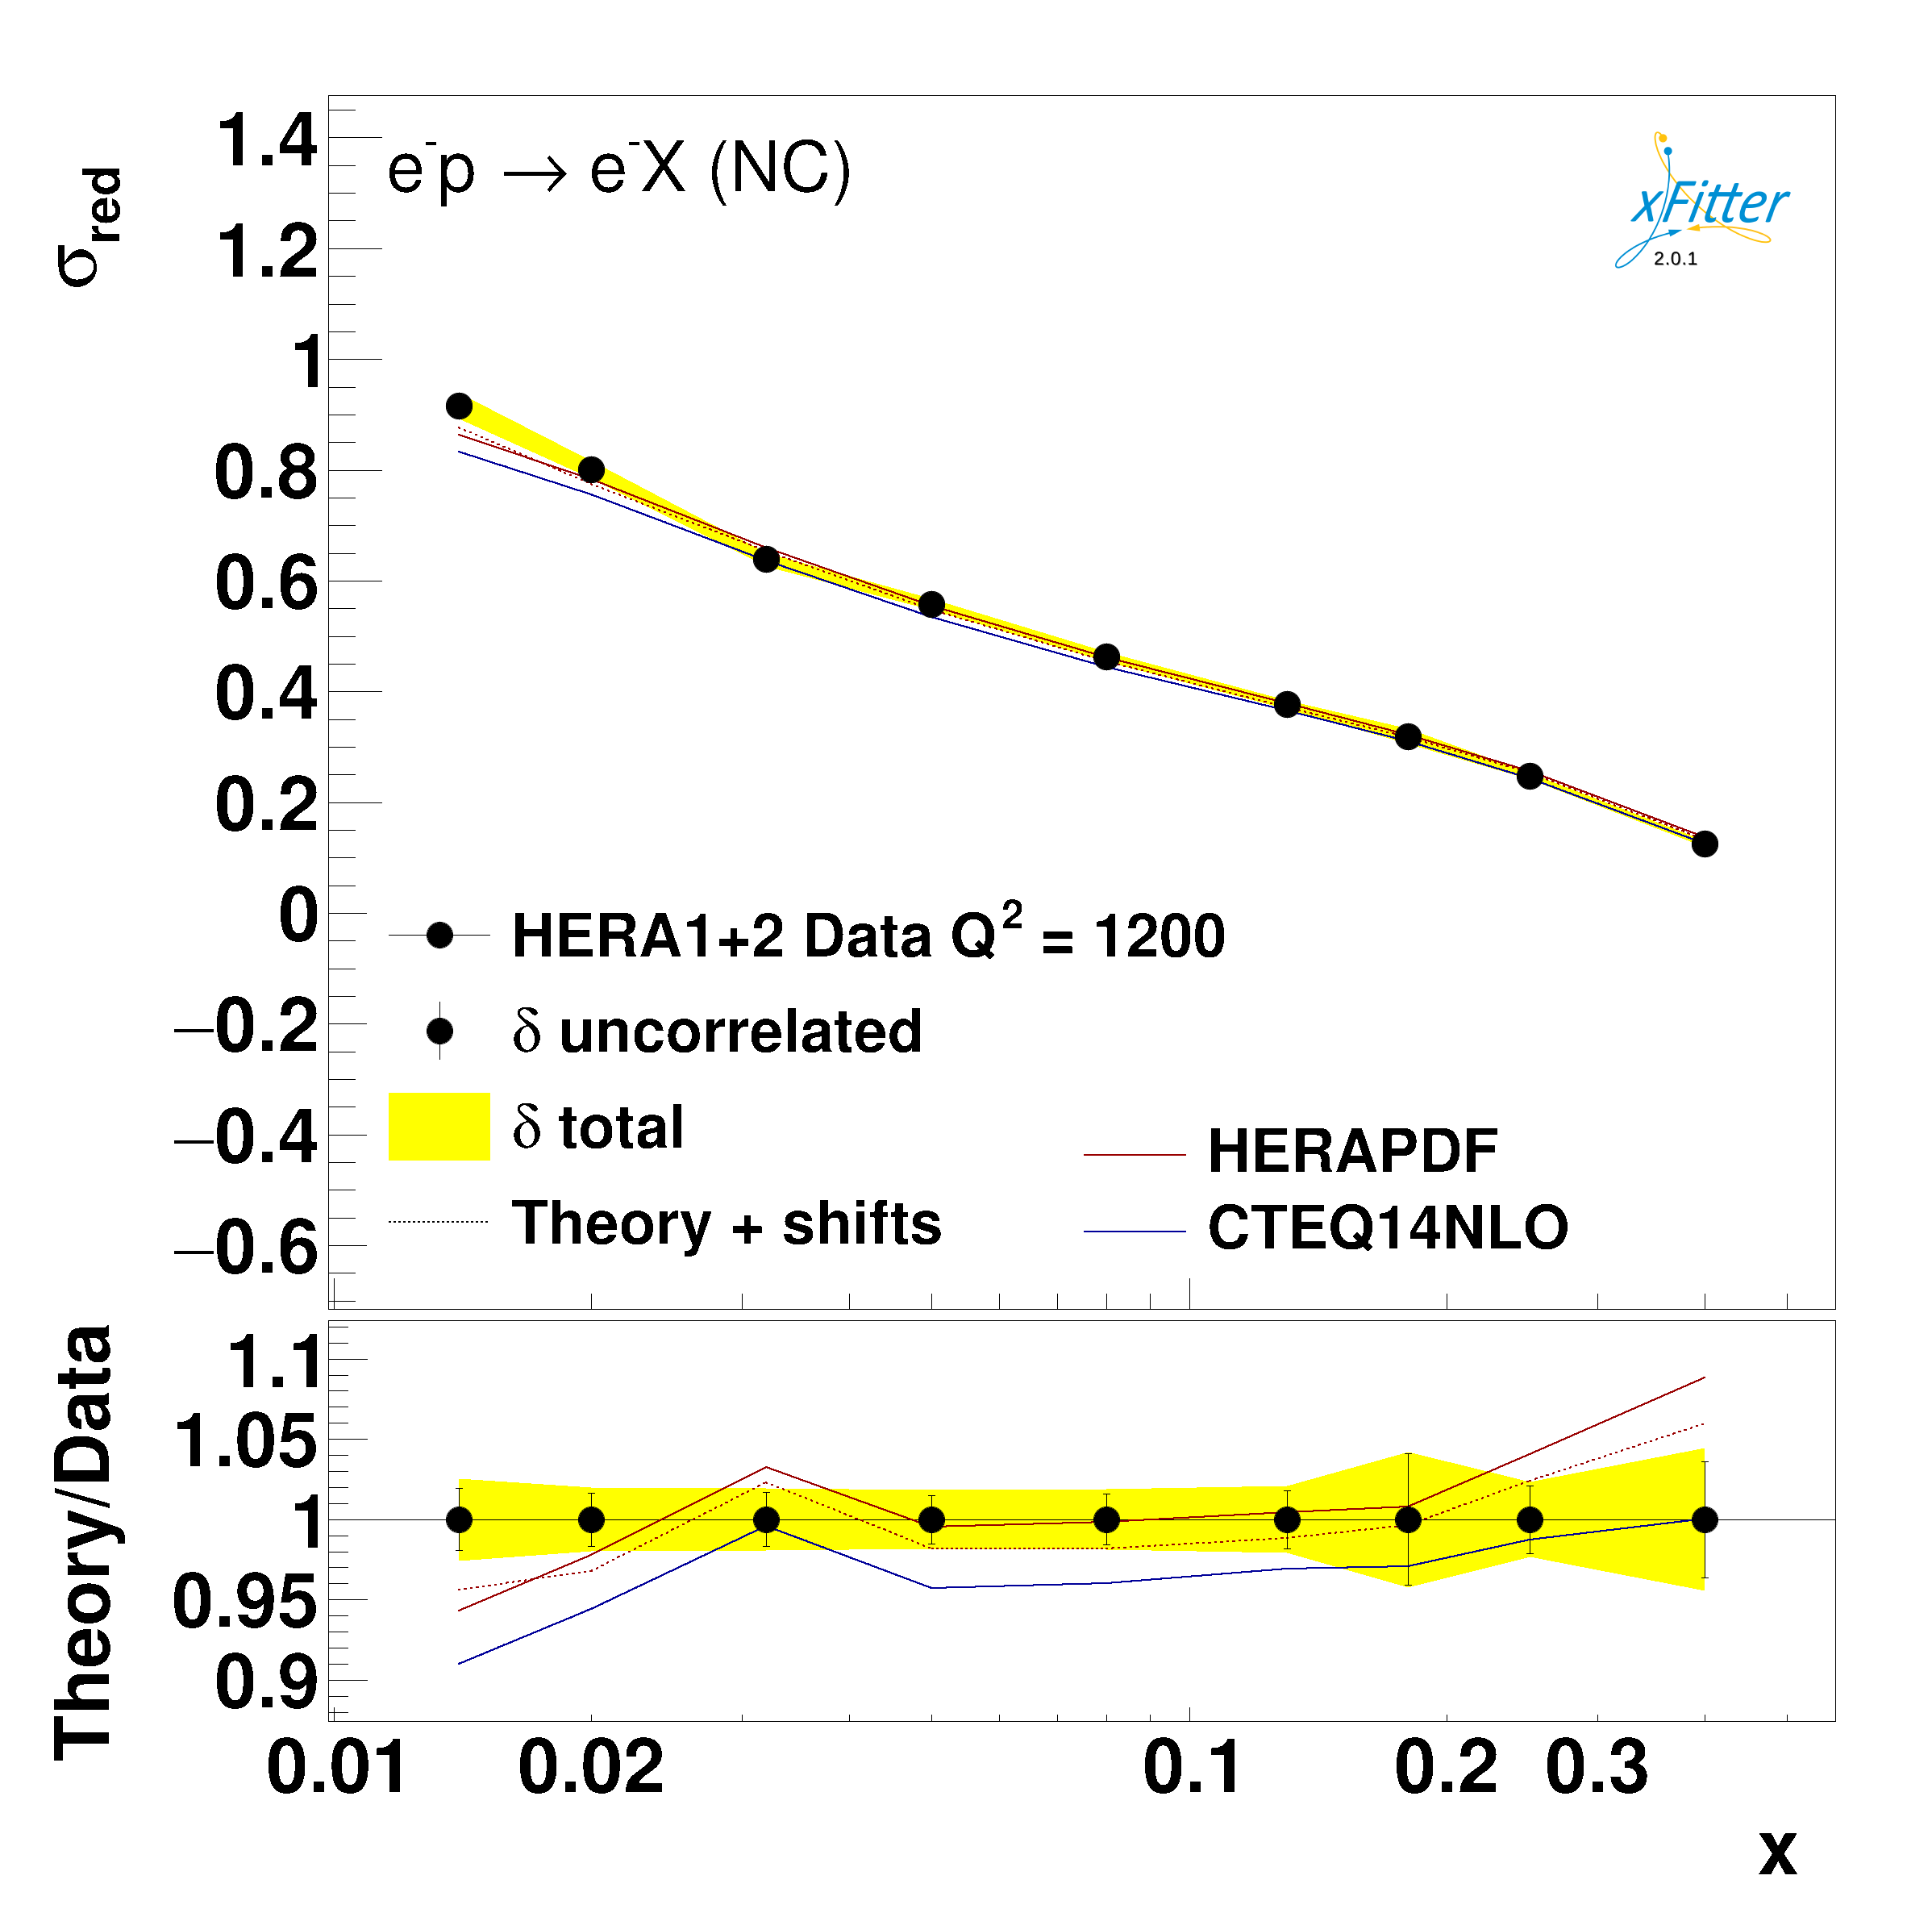 σred
1.4
1.2
1
0.8
0.6
0.4
0.2
0
−0.2
−0.4
−0.6
e-p → e-X (NC)
xFitter
2.0.1
HERA1+2 Data Q2 = 1200
δ uncorrelated
δ total
Theory + shifts
HERAPDF
CTEQ14NLO
Theory/Data
1.1
1.05
1
0.95
0.9
0.01 0.02 0.1 0.2 0.3
x